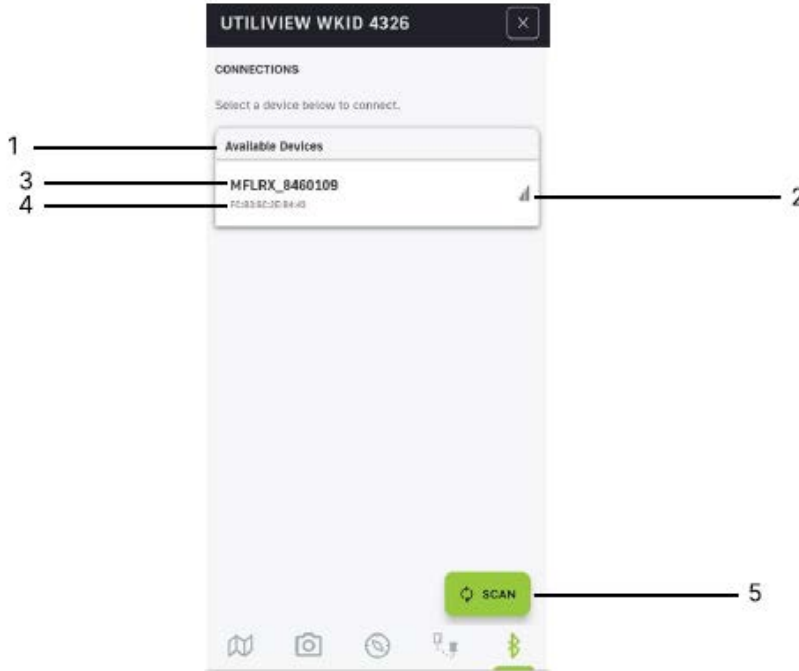 UTILIVIEW WKID 4326
CONNECTIONS
Select a device below to connect.
1
Available Devices
3
MFLRX_8460109
2
4
5
SCAN